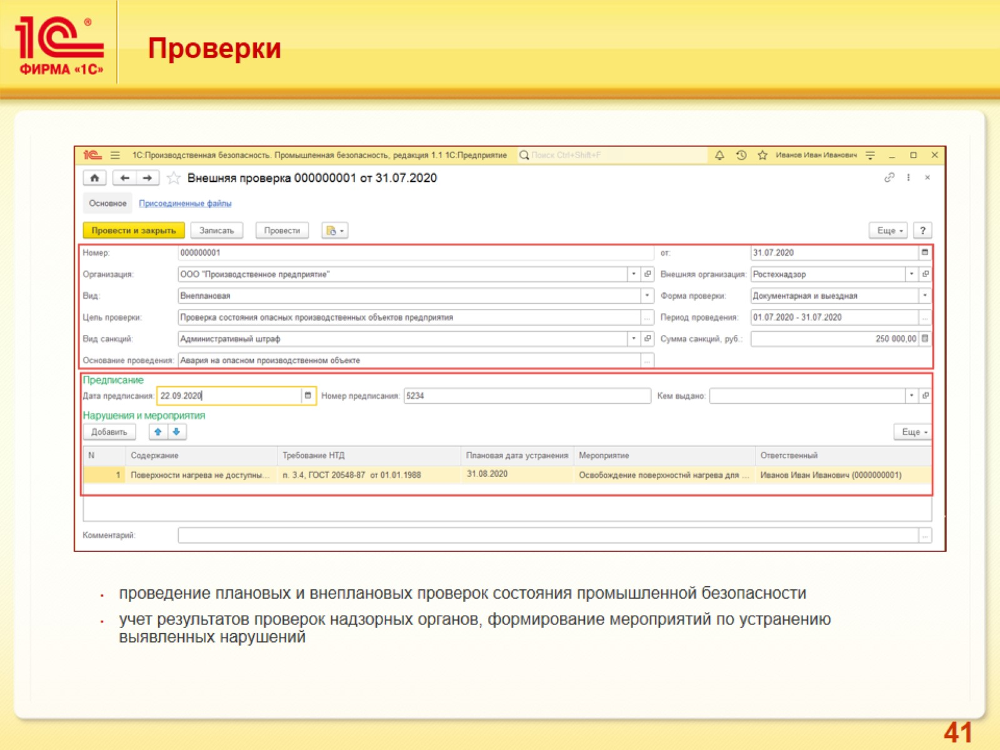 1С®
ФИРМА «1С»
Проверки
1С:Производственная безопасность. Промышленная безопасность, редакция 1.1 1С:Предприятие
Поиск Ctrl+Shift+F
Иванов Иван Иванович
Внешняя проверка 000000001 от 31.07.2020
Основное Присоединенные файлы
Провести и закрыть Записать Провести Еще ?
Номер: 000000001 от: 31.07.2020
Организация: ООО "Производственное предприятие" Внешняя организация: Ростехнадзор
Вид: Внеплановая Форма проверки: Документарная и выездная
Цель проверки: Проверка состояния опасных производственных объектов предприятия ... Период проведения: 01.07.2020 - 31.07.2020 ...
Вид санкций: Административный штраф Сумма санкций, руб.: 250 000,00
Основание проведения: Авария на опасном производственном объекте ...
Предписание
Дата предписания: 22.09.2020 Номер предписания: 5234 Кем выдано:
Нарушения и мероприятия
Добавить Еще
N Содержание Требование НТД Плановая дата устранения Мероприятие Ответственный
1 Поверхности нагрева не доступны... п. 3.4, ГОСТ 20548-87 от 01.01.1988 31.08.2020 Освобождение поверхностий нагрева для ... Иванов Иван Иванович (0000000001)
Комментарий: ...
проведение плановых и внеплановых проверок состояния промышленной безопасности
учет результатов проверок надзорных органов, формирование мероприятий по устранению
выявленных нарушений
41